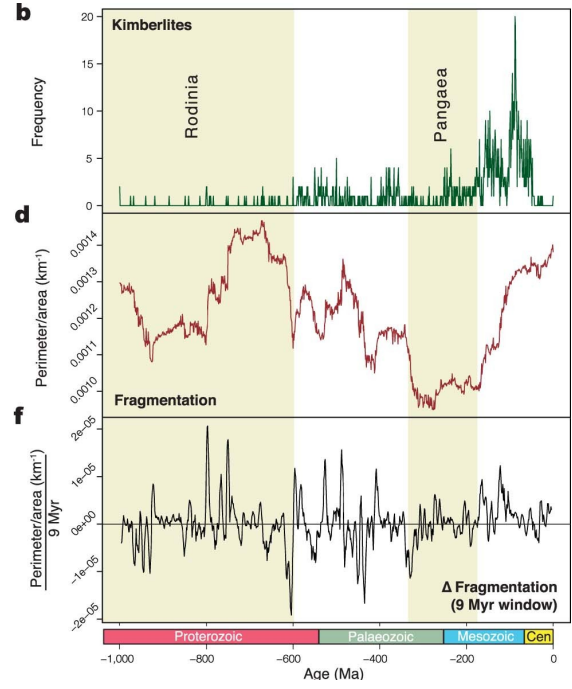 b
Kimberlites
Frequency
20
15
10
5
0
Rodinia
Pangaea
d
Perimeter/area (km⁻¹)
0.0014
0.0013
0.0012
0.0011
0.0010
Fragmentation
f
Perimeter/area (km⁻¹)
9 Myr
2e−05
1e−05
0e+00
−1e−05
−2e−05
Δ Fragmentation
(9 Myr window)
Proterozoic Palaeozoic Mesozoic Cen
−1,000 −800 −600 −400 −200 0
Age (Ma)